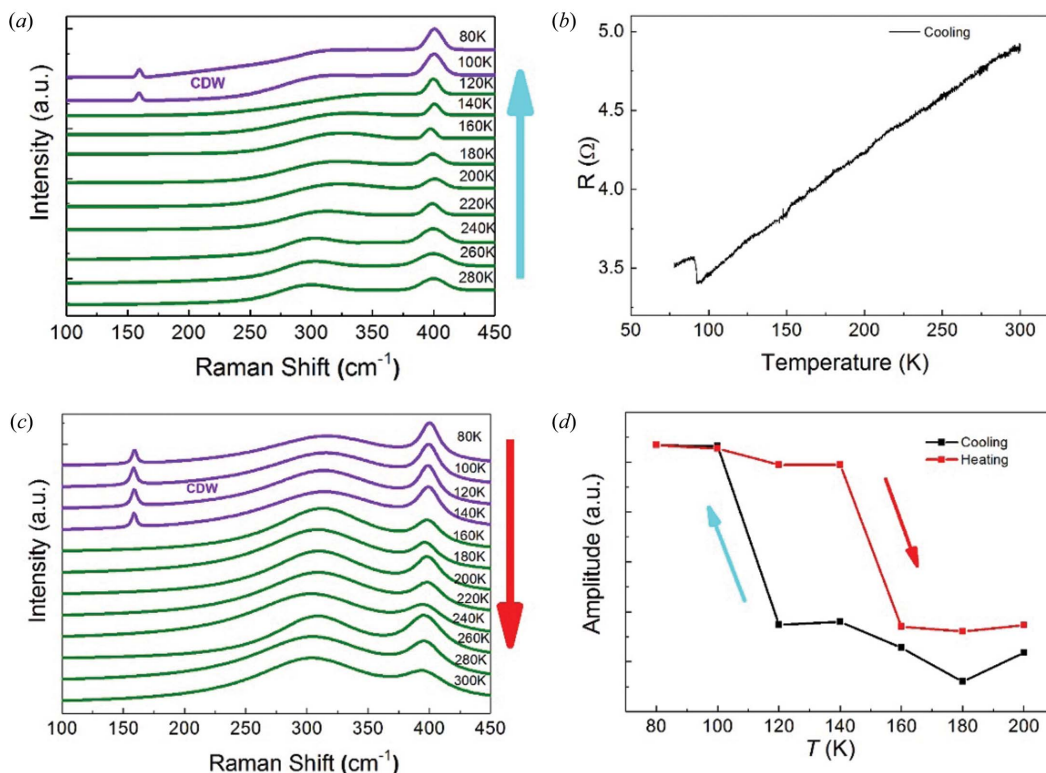 (a)
80K
100K
CDW
120K
140K
160K
180K
200K
220K
240K
260K
280K
Intensity (a.u.)
100 150 200 250 300 350 400 450
Raman Shift (cm-1)
(b)
Cooling
5.0
4.5
4.0
3.5
R (Ω)
50 100 150 200 250 300
Temperature (K)
(c)
80K
100K
CDW
120K
140K
160K
180K
200K
220K
240K
260K
280K
300K
Intensity (a.u.)
100 150 200 250 300 350 400 450
Raman Shift (cm-1)
(d)
Cooling
Heating
Amplitude (a.u.)
80 100 120 140 160 180 200
T (K)